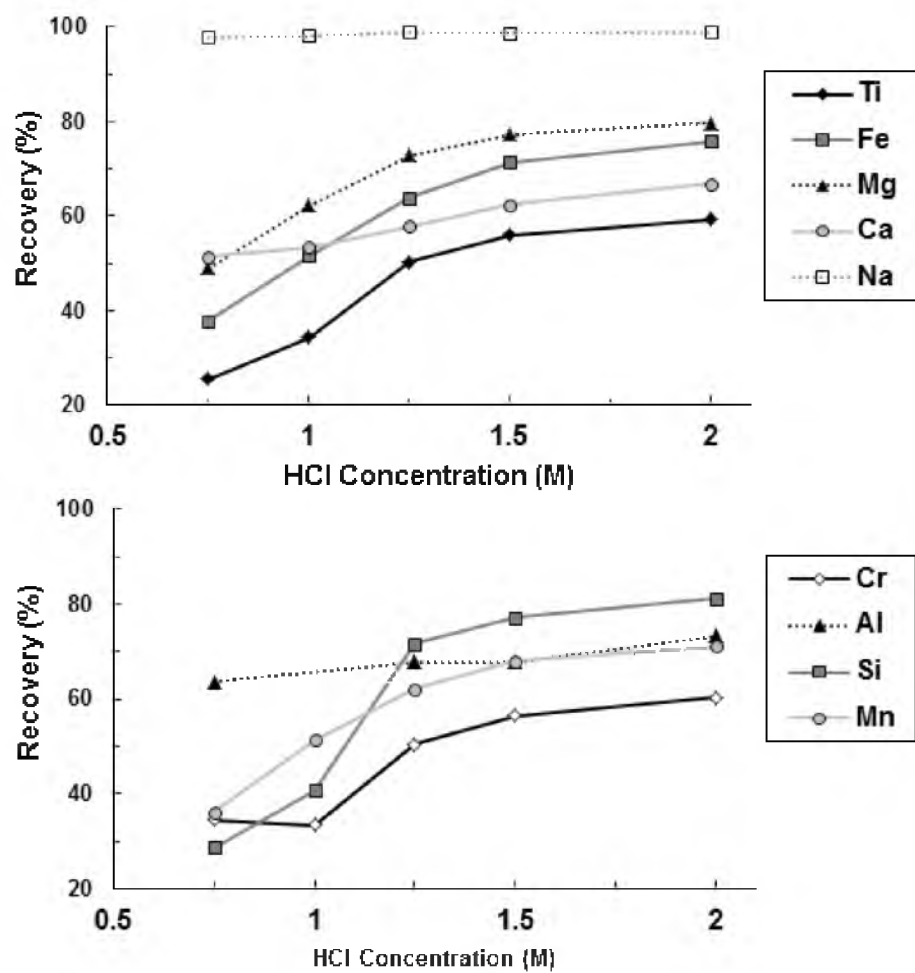 100
80
60
40
20
Recovery (%)
0.5 1 1.5 2
HCl Concentration (M)
Ti
Fe
Mg
Ca
Na
100
80
60
40
20
Recovery (%)
0.5 1 1.5 2
HCl Concentration (M)
Cr
Al
Si
Mn